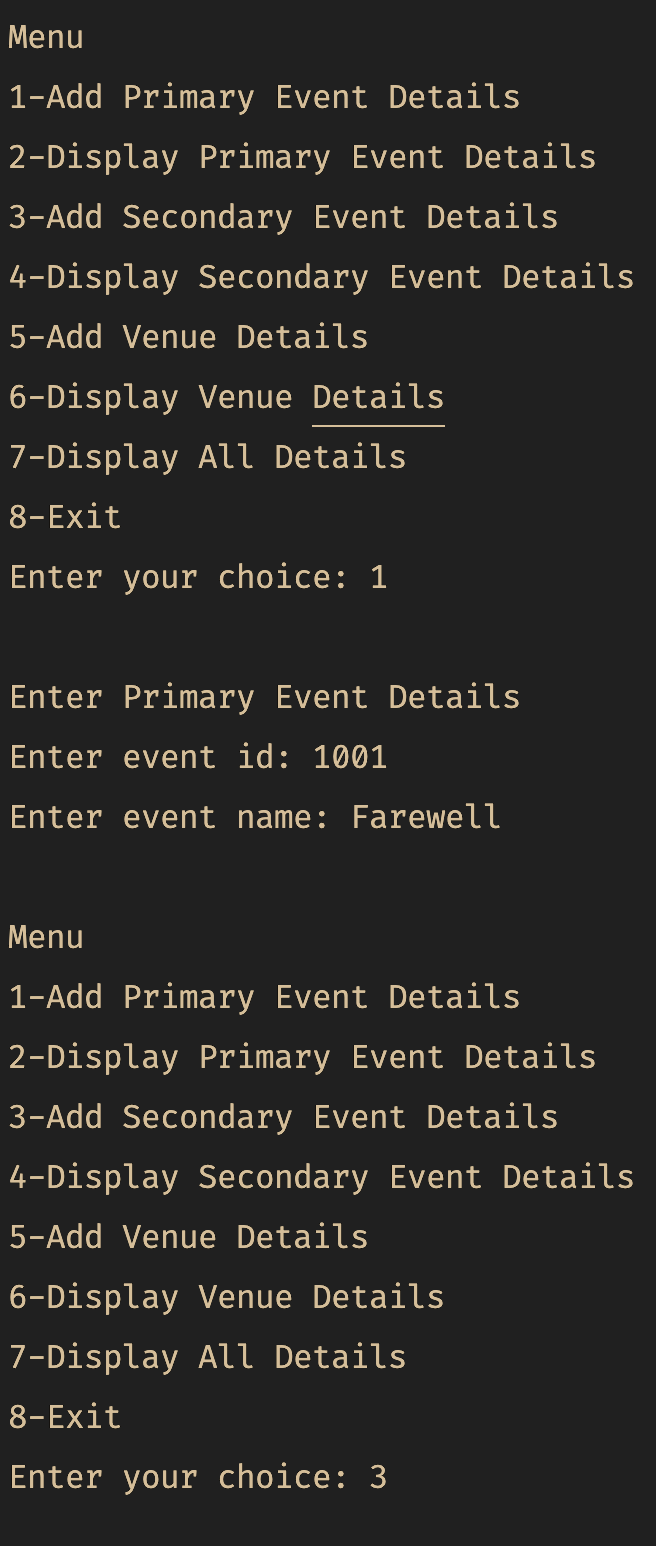 Menu
1-Add Primary Event Details
2-Display Primary Event Details
3-Add Secondary Event Details
4-Display Secondary Event Details
5-Add Venue Details
6-Display Venue Details
7-Display All Details
8-Exit
Enter your choice: 1
Enter Primary Event Details
Enter event id: 1001
Enter event name: Farewell
Menu
1-Add Primary Event Details
2-Display Primary Event Details
3-Add Secondary Event Details
4-Display Secondary Event Details
5-Add Venue Details
6-Display Venue Details
7-Display All Details
8-Exit
Enter your choice: 3